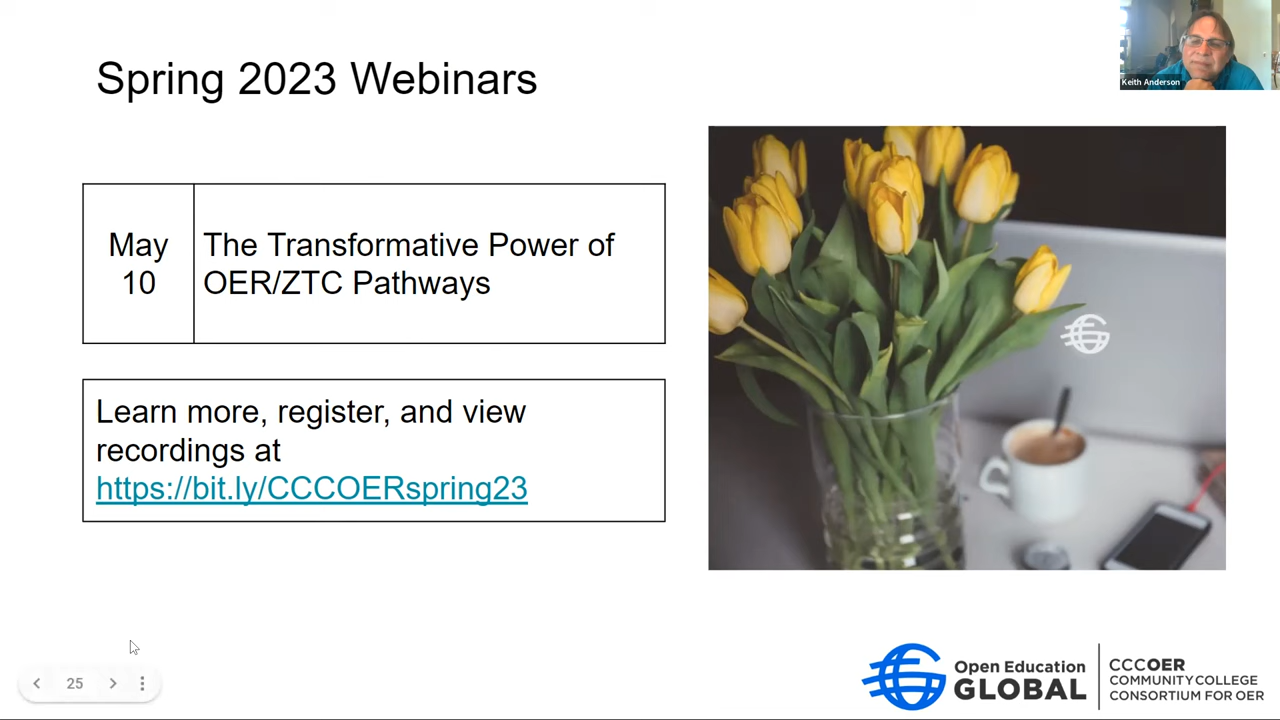 Spring 2023 Webinars
Keith Anderson
May
10
The Transformative Power of
OER/ZTC Pathways
Learn more, register, and view
recordings at
https://bit.ly/CCCOERspring23
25
Open Education
GLOBAL
CCCOER
COMMUNITY COLLEGE
CONSORTIUM FOR OER